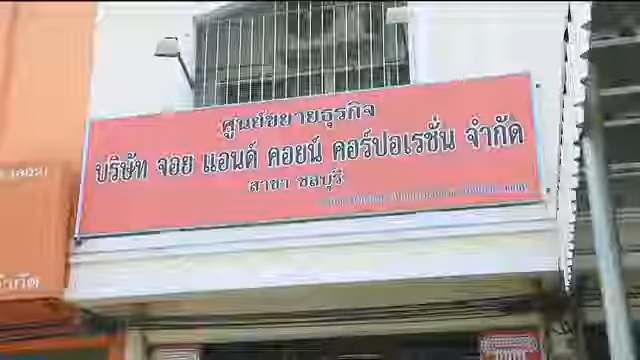 ศูนย์ขยายธุรกิจ
บริษัท จอย แอนด์ คอยน์ คอร์ปอเรชั่น จำกัด
สาขา ชลบุรี